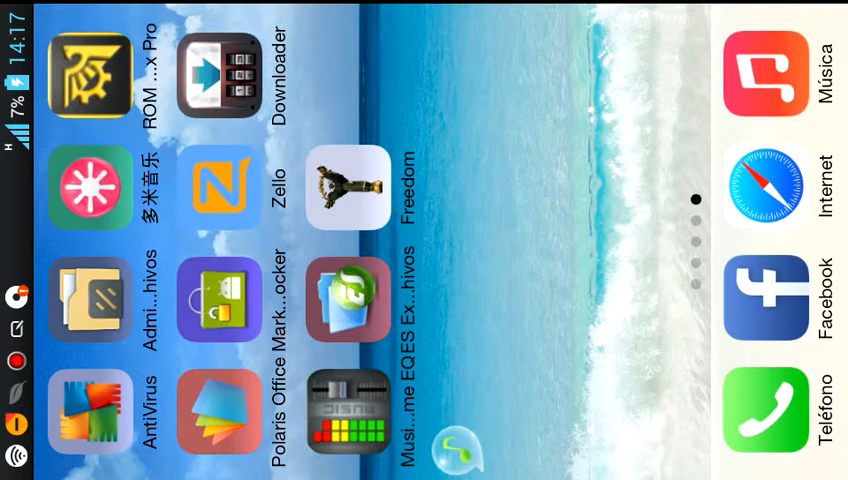 H 7% 14:17
AntiVirus Admi...hivos 多米音乐 ROM ...x Pro
Polaris Office Mark...ocker Zello Downloader
MUSIC
Musi...me EQ ES Ex...hivos Freedom
Teléfono Facebook Internet Música